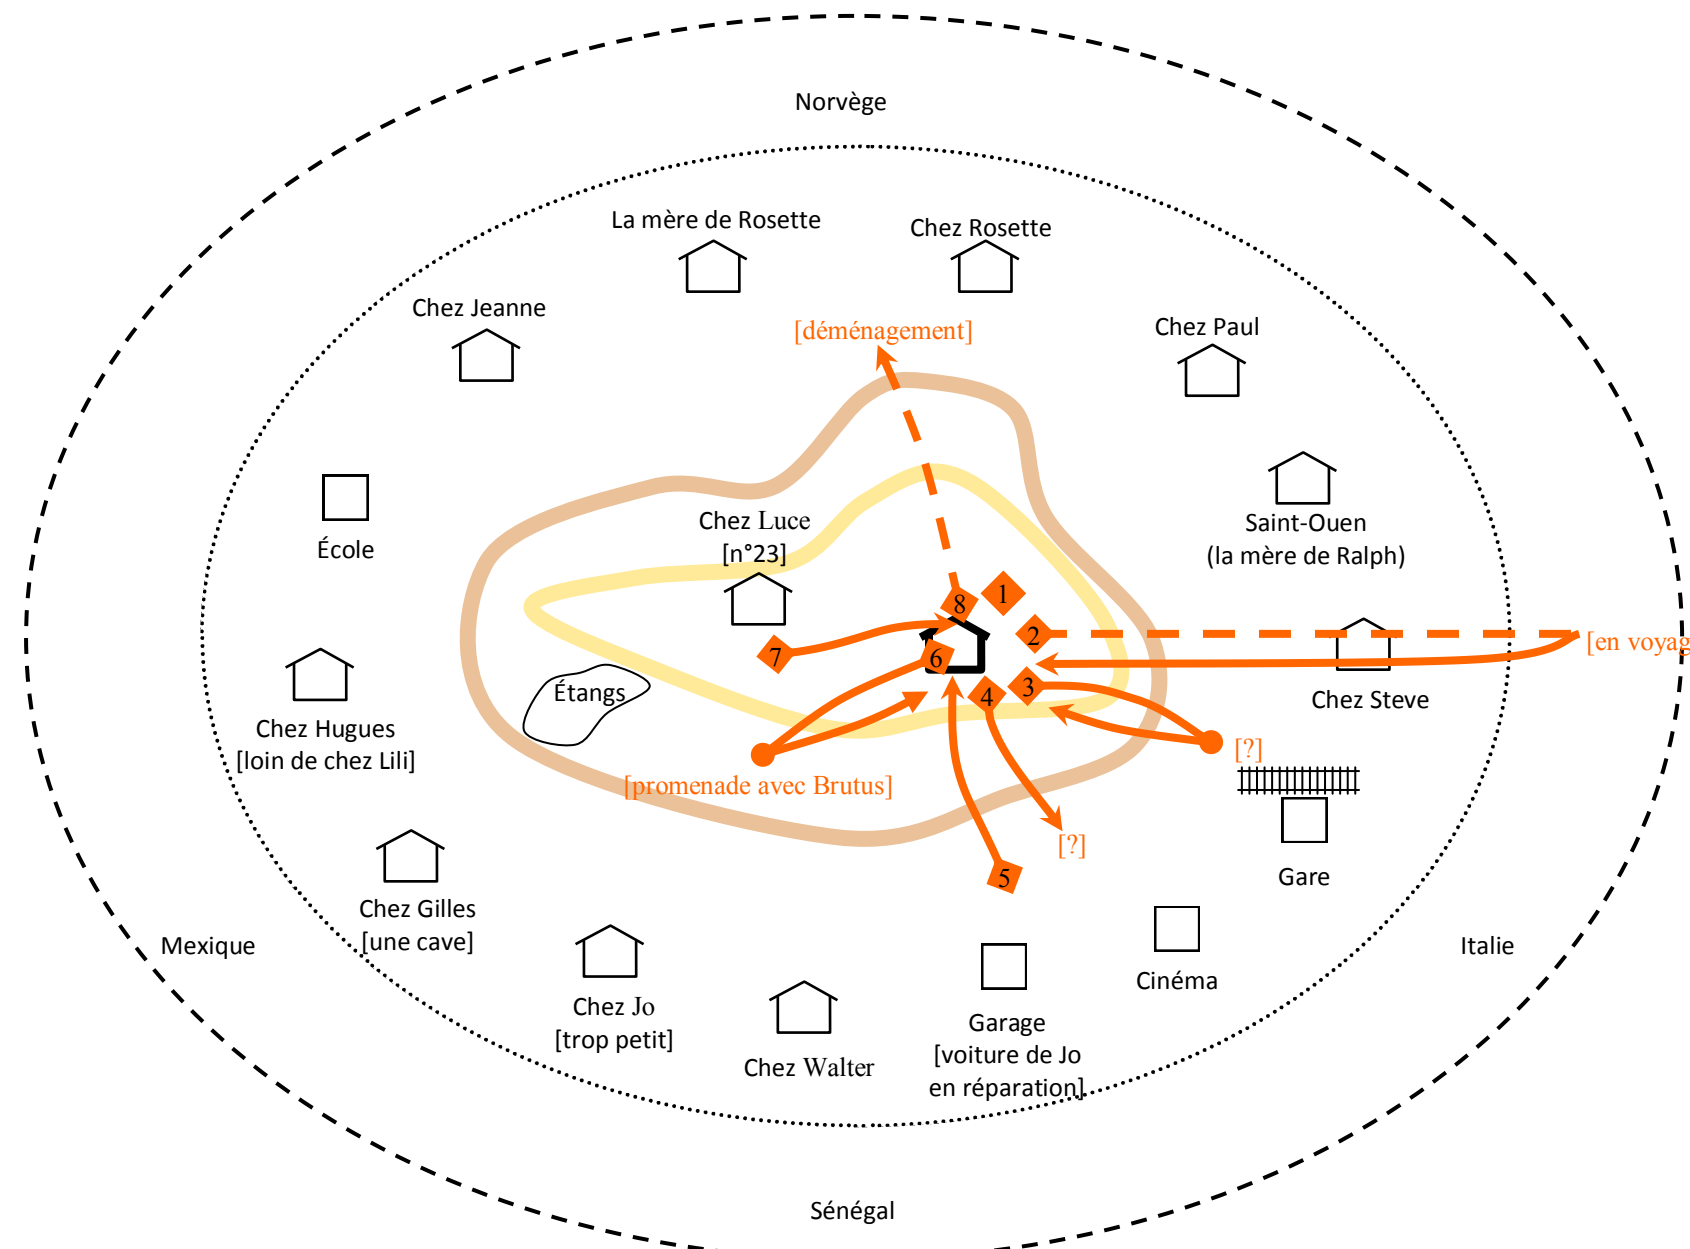 Norvège
La mère de Rosette
Chez Rosette
Chez Jeanne
[déménagement]
Chez Paul
Chez Luce
[n°23]
École
Saint-Ouen
(la mère de Ralph)
8
1
2
7
6
3
4
[en voyag
Étangs
Chez Steve
Chez Hugues
[loin de chez Lili]
[promenade avec Brutus]
[?]
[?]
5
Gare
Chez Gilles
[une cave]
Mexique
Italie
Cinéma
Chez Jo
[trop petit]
Garage
[voiture de Jo
en réparation]
Chez Walter
Sénégal